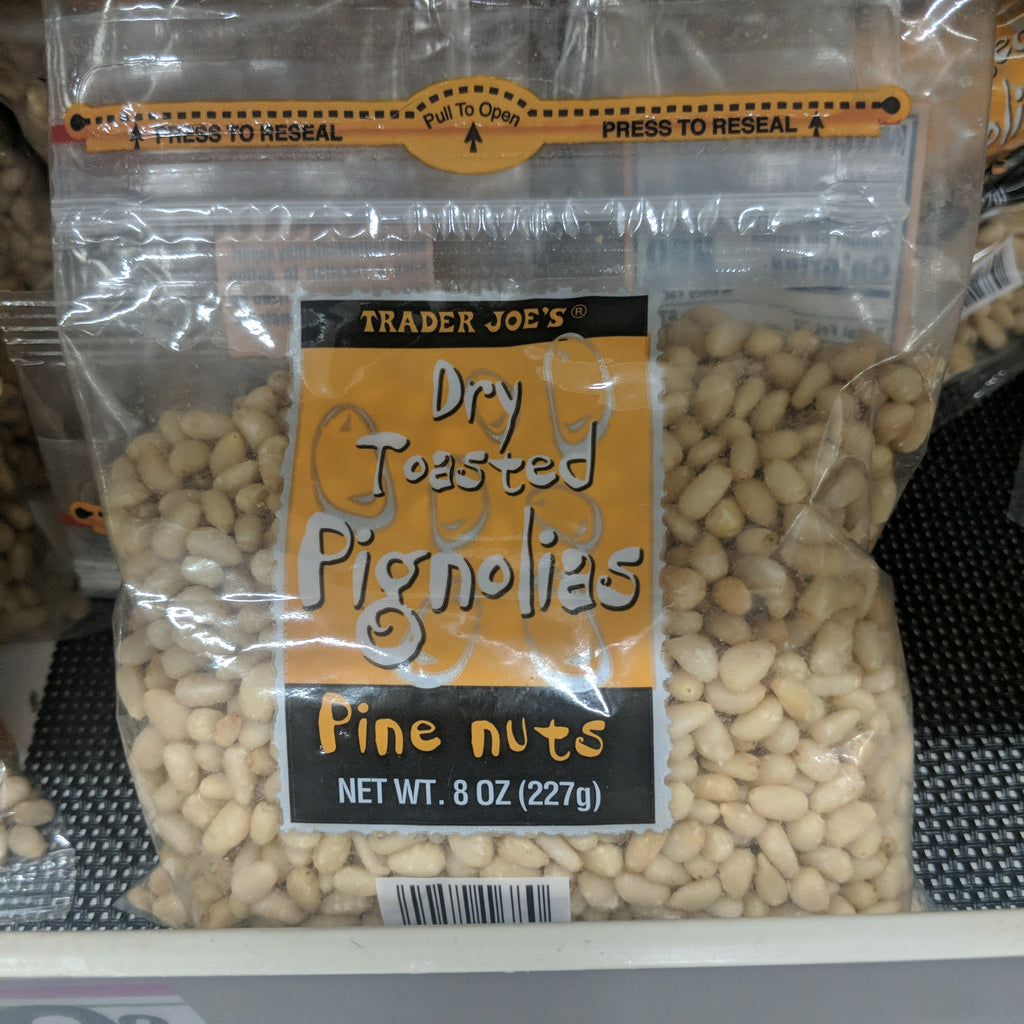 Pull To Open
PRESS TO RESEAL PRESS TO RESEAL
TRADER JOE'S®
Dry
Toasted
Pignolias
Pine nuts
NET WT. 8 OZ (227g)